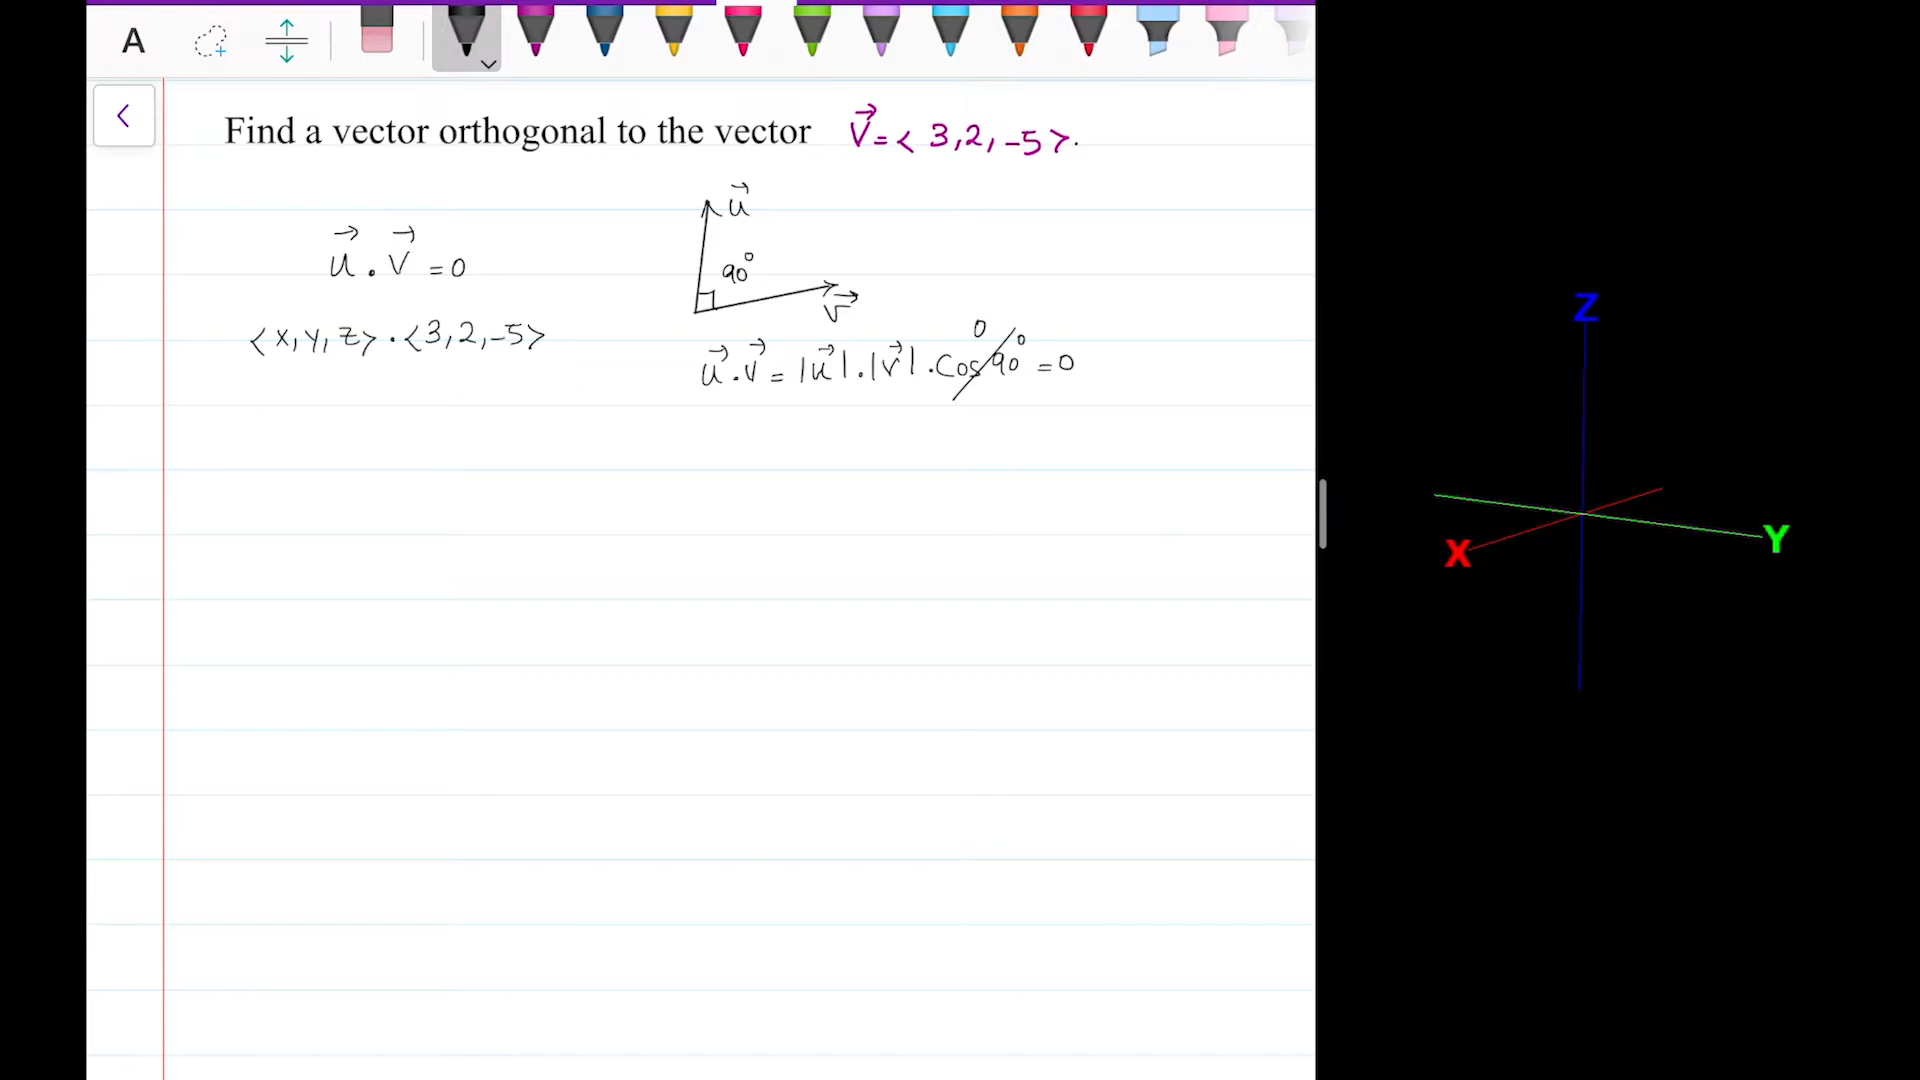 A
Find a vector orthogonal to the vector v⃗ = < 3,2,-5 >.
u⃗
u⃗ . v⃗ = 0
90°
v⃗
<x,y,z> . <3,2,-5>
0
u⃗ . v⃗ = |u⃗| . |v⃗| . Cos 90° = 0
Z
X
Y